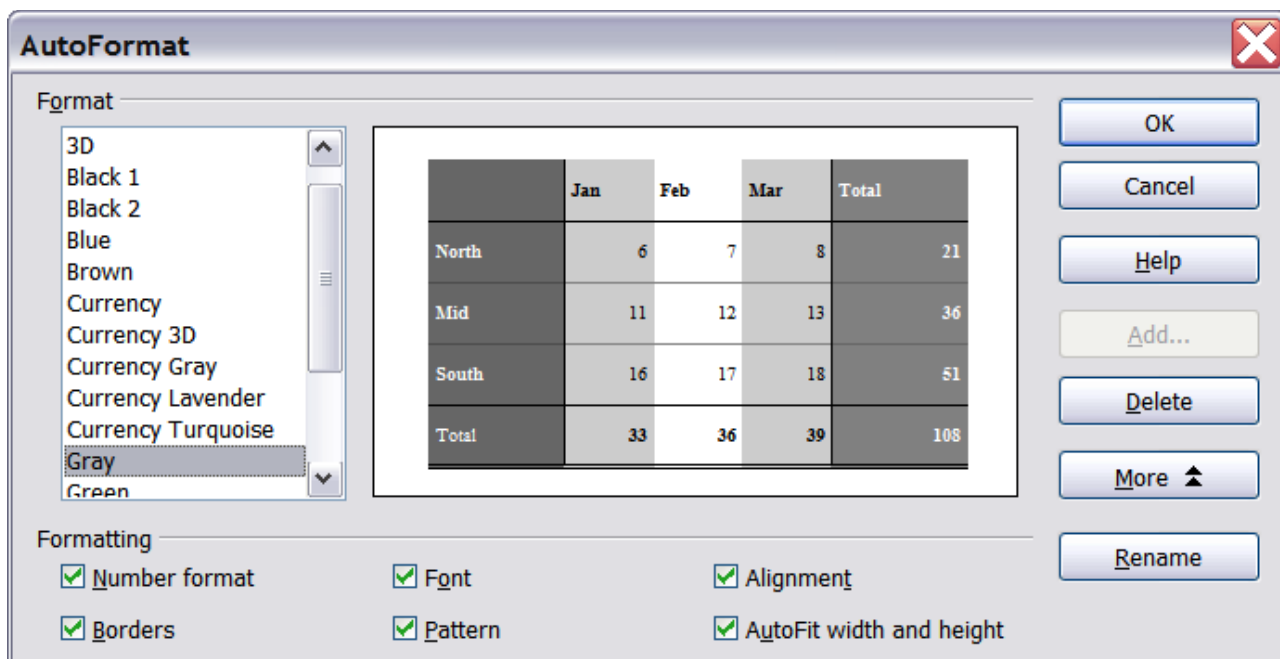 AutoFormat
Format
3D
Black 1
Black 2
Blue
Brown
Currency
Currency 3D
Currency Gray
Currency Lavender
Currency Turquoise
Gray
Green
Jan Feb Mar Total
North 6 7 8 21
Mid 11 12 13 36
South 16 17 18 51
Total 33 36 39 108
OK
Cancel
Help
Add...
Delete
More
Rename
Formatting
Number format Font Alignment
Borders Pattern AutoFit width and height